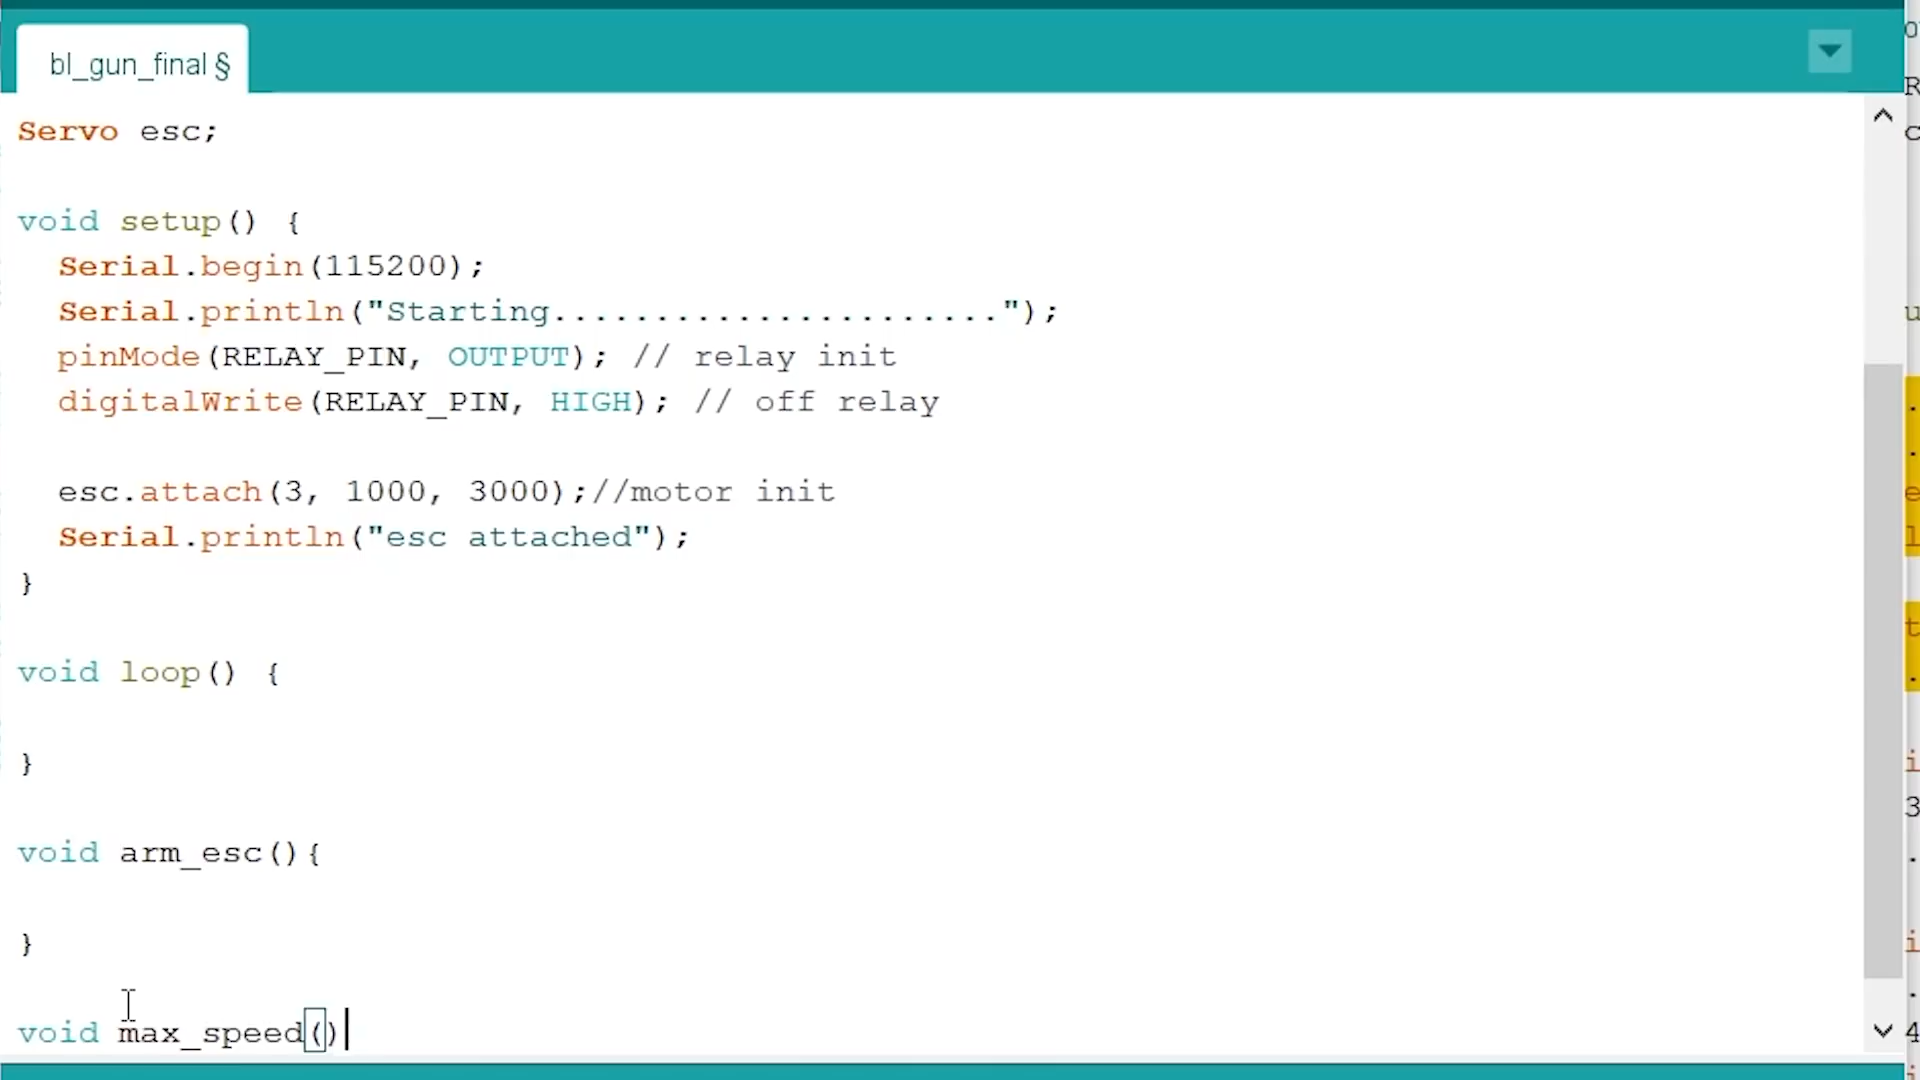 bl_gun_final §
Servo esc;
void setup() {
Serial.begin(115200);
Serial.println("Starting......................");
pinMode(RELAY_PIN, OUTPUT); // relay init
digitalWrite(RELAY_PIN, HIGH); // off relay
esc.attach(3, 1000, 3000);//motor init
Serial.println("esc attached");
}
void loop() {
}
void arm_esc(){
}
void max_speed()